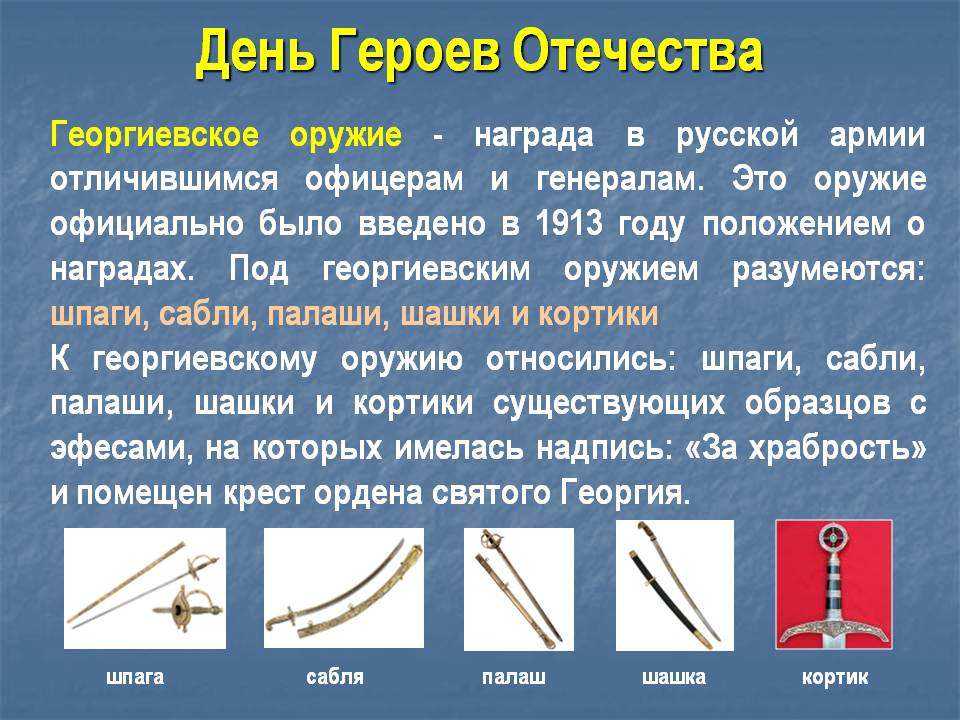 День Героев Отечества
Георгиевское оружие - награда в русской армии
отличившимся офицерам и генералам. Это оружие
официально было введено в 1913 году положением о
наградах. Под георгиевским оружием разумеются:
шпаги, сабли, палаши, шашки и кортики
К георгиевскому оружию относились: шпаги, сабли,
палаши, шашки и кортики существующих образцов с
эфесами, на которых имелась надпись: «За храбрость»
и помещен крест ордена святого Георгия.
шпага сабля палаш шашка кортик